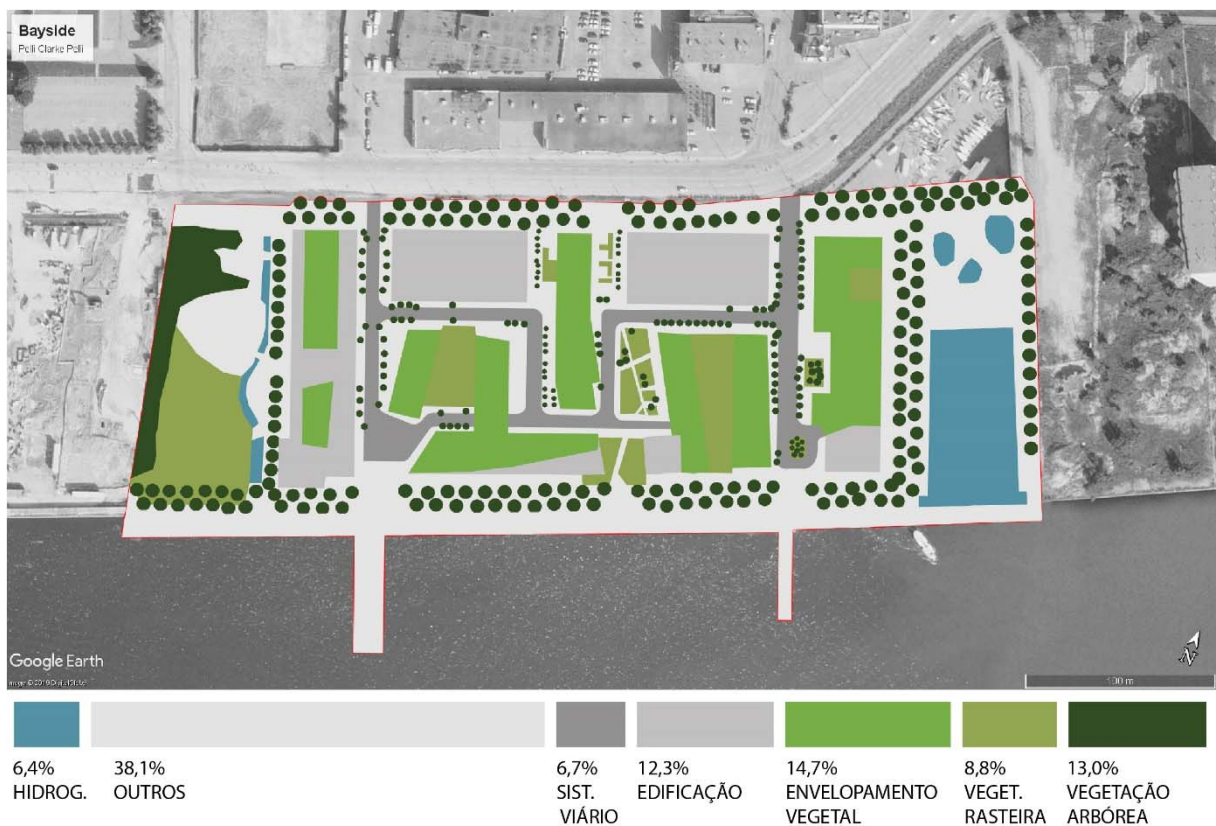 Bayside
Pelli Clarke Pelli
Google Earth
N
100 m
6,4%
HIDROG.
38,1%
OUTROS
6,7%
SIST.
VIÁRIO
12,3%
EDIFICAÇÃO
14,7%
ENVELOPAMENTO
VEGETAL
8,8%
VEGET.
RASTEIRA
13,0%
VEGETAÇÃO
ARBÓREA